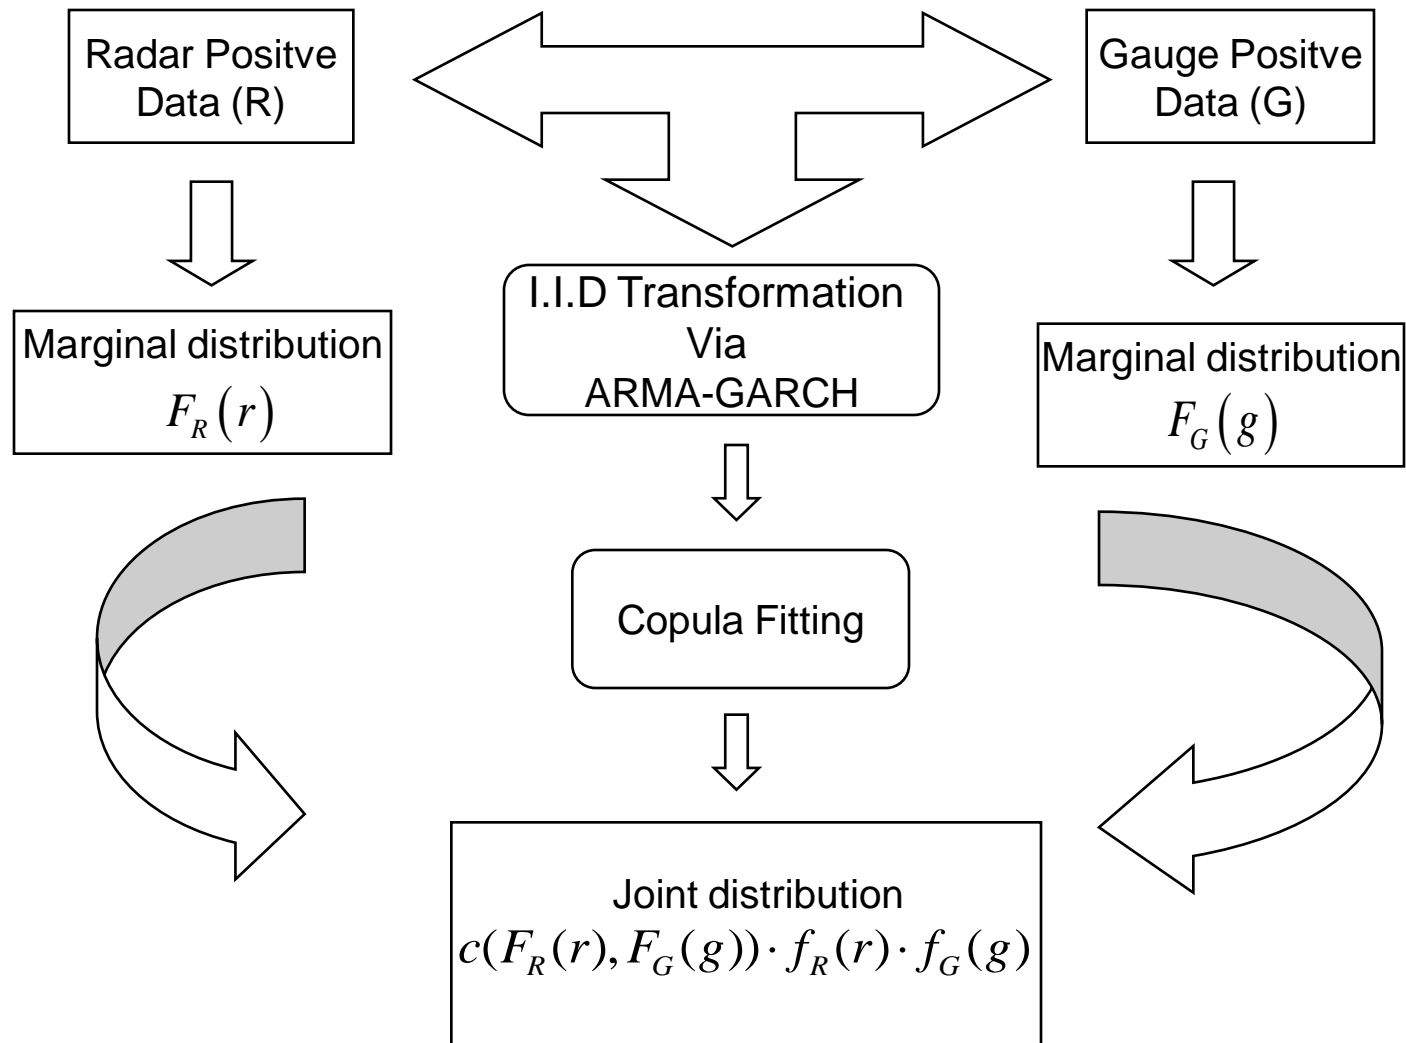 Radar Positve
Data (R)
Gauge Positve
Data (G)
I.I.D Transformation
Via
ARMA-GARCH
Marginal distribution
F_R(r)
Marginal distribution
F_G(g)
Copula Fitting
Joint distribution
c(F_R(r), F_G(g)) · f_R(r) · f_G(g)